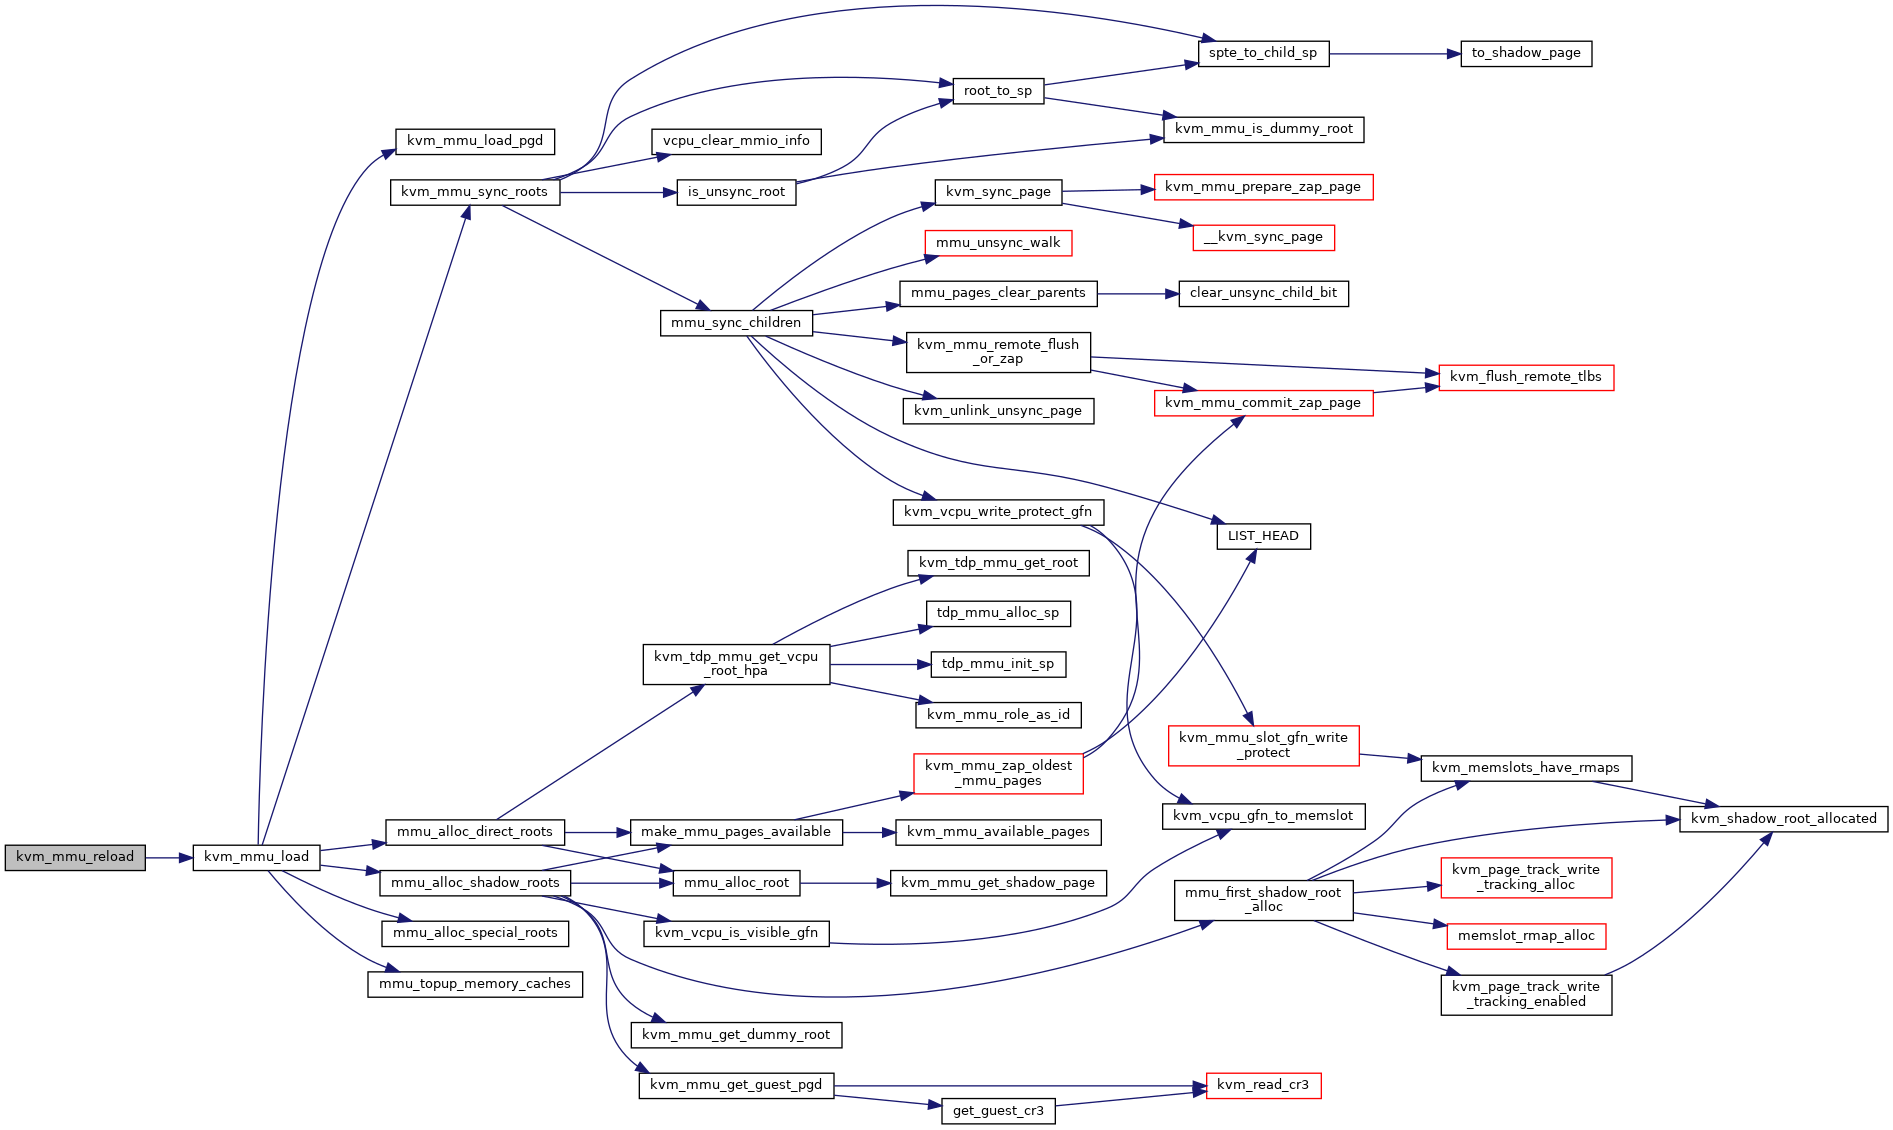 spte_to_child_sp
to_shadow_page
root_to_sp
kvm_mmu_is_dummy_root
kvm_mmu_load_pgd
vcpu_clear_mmio_info
kvm_mmu_sync_roots
is_unsync_root
kvm_sync_page
kvm_mmu_prepare_zap_page
__kvm_sync_page
mmu_unsync_walk
mmu_pages_clear_parents
clear_unsync_child_bit
mmu_sync_children
kvm_mmu_remote_flush
_or_zap
kvm_flush_remote_tlbs
kvm_mmu_commit_zap_page
kvm_unlink_unsync_page
kvm_vcpu_write_protect_gfn
LIST_HEAD
kvm_tdp_mmu_get_root
tdp_mmu_alloc_sp
kvm_tdp_mmu_get_vcpu
_root_hpa
tdp_mmu_init_sp
kvm_mmu_role_as_id
kvm_mmu_slot_gfn_write
_protect
kvm_memslots_have_rmaps
kvm_mmu_zap_oldest
_mmu_pages
kvm_vcpu_gfn_to_memslot
kvm_shadow_root_allocated
mmu_alloc_direct_roots
make_mmu_pages_available
kvm_mmu_available_pages
kvm_mmu_reload
kvm_mmu_load
mmu_alloc_shadow_roots
mmu_alloc_root
kvm_mmu_get_shadow_page
mmu_first_shadow_root
_alloc
kvm_page_track_write
_tracking_alloc
mmu_alloc_special_roots
kvm_vcpu_is_visible_gfn
memslot_rmap_alloc
mmu_topup_memory_caches
kvm_page_track_write
_tracking_enabled
kvm_mmu_get_dummy_root
kvm_mmu_get_guest_pgd
kvm_read_cr3
get_guest_cr3